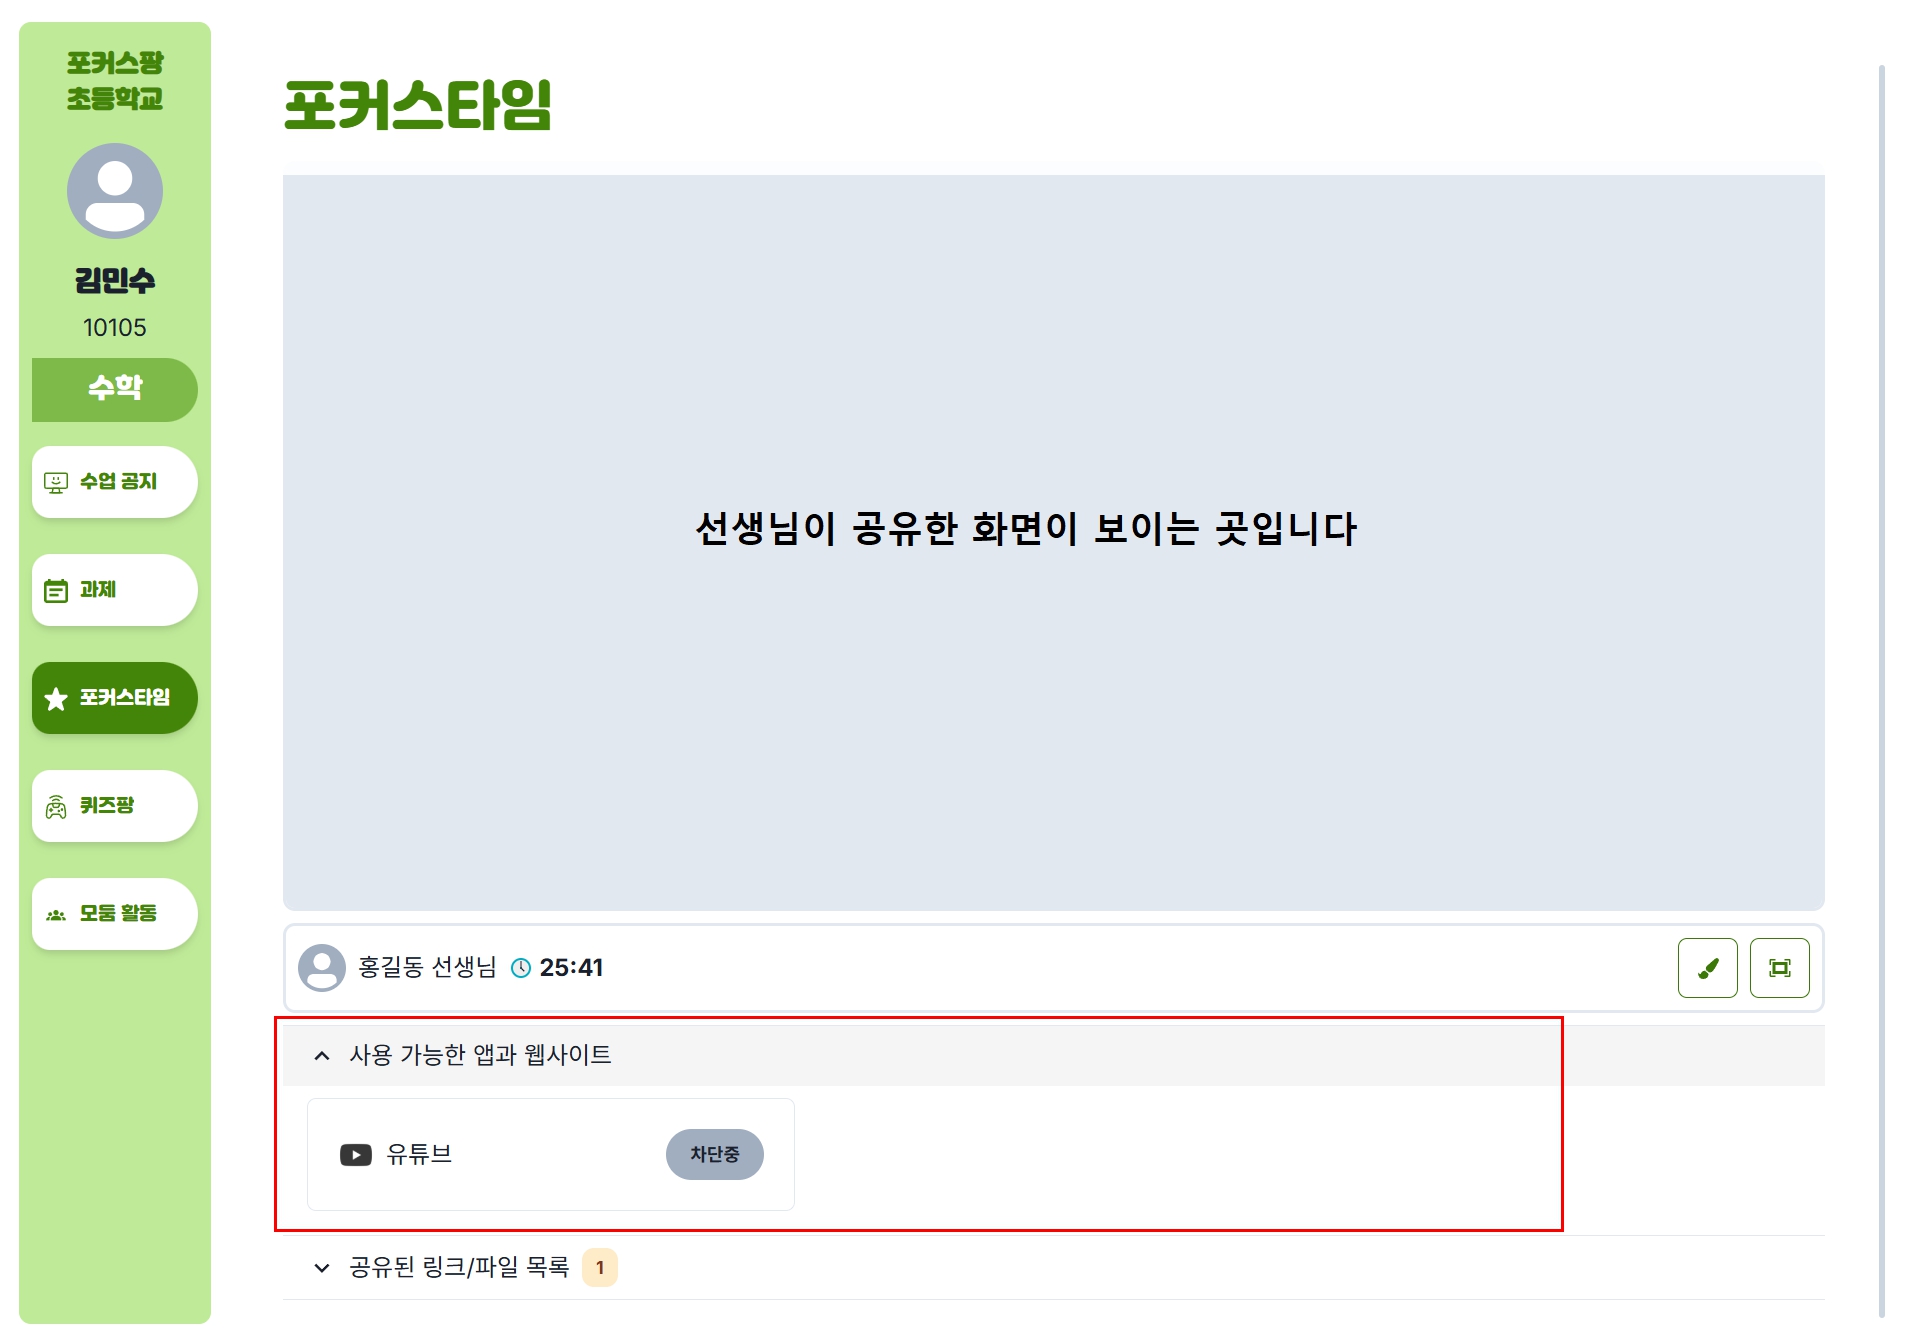 포커스팡
초등학교
김민수
10105
수학
수업 공지
과제
포커스타임
퀴즈팡
모둠 활동
포커스타임
선생님이 공유한 화면이 보이는 곳입니다
홍길동 선생님 25:41
사용 가능한 앱과 웹사이트
유튜브 차단중
공유된 링크/파일 목록 1